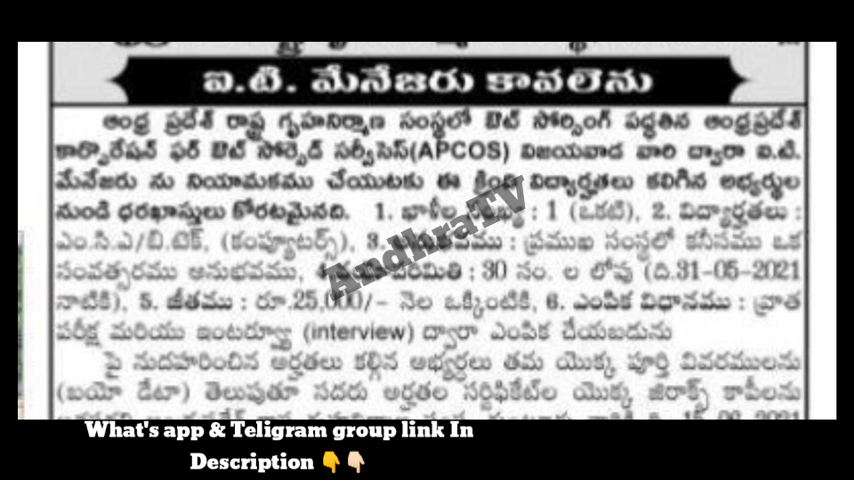 ఐ.టి. మేనేజరు కావలెను
ఆంధ్ర ప్రదేశ్ రాష్ట్ర గృహనిర్మాణ సంస్థలో ఔట్ సోర్సింగ్ పద్ధతిన ఆంధ్రప్రదేశ్
కార్పొరేషన్ ఫర్ ఔట్ సోర్స్డ్ సర్వీసెస్(APCOS) విజయవాడ వారి ద్వారా ఐ.టి.
మేనేజరు ను నియామకము చేయుటకు ఈ క్రింది విద్యార్హతలు కలిగిన అభ్యర్థుల
నుండి ధరఖాస్తులు కోరటమైనది. 1. ఖాళీల సంఖ్య : 1 (ఒకటి), 2. విద్యార్హతలు :
ఎం.సి.ఎ/బి.టెక్, (కంప్యూటర్స్), 3. అనుభవము : ప్రముఖ సంస్థలో కనీసము ఒక
సంవత్సరము అనుభవము, 4. వయోపరిమితి : 30 సం. ల లోపు (ది.31-05-2021
నాటికి), 5. జీతము : రూ.25,000/- నెల ఒక్కింటికి, 6. ఎంపిక విధానము : వ్రాత
పరీక్ష మరియు ఇంటర్వ్యూ (interview) ద్వారా ఎంపిక చేయబడును
పై నుదహరించిన అర్హతలు కల్గిన అభ్యర్ధులు తమ యొక్క పూర్తి వివరములను
(బయో డేటా) తెలుపుతూ సదరు అర్హతల సర్టిఫికేట్ల యొక్క జిరాక్స్ కాపీలను
AndhraTV
What's app & Teligram group link In
Description 👇👇🏻